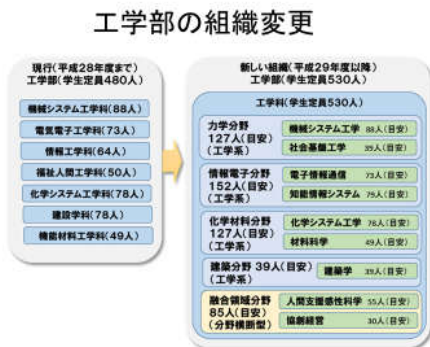 工学部の組織変更
現行(平成28年度まで)
工学部(学生定員480人)
機械システム工学科(88人)
電気電子工学科(73人)
情報工学科(64人)
福祉人間工学科(50人)
化学システム工学科(78人)
建設学科(78人)
機能材料工学科(49人)
新しい組織(平成29年度以降)
工学部(学生定員530人)
工学科(学生定員530人)
力学分野
127人(目安)
(工学系)
機械システム工学 88人(目安)
社会基盤工学 39人(目安)
情報電子分野
152人(目安)
(工学系)
電子情報通信 73人(目安)
知能情報システム 79人(目安)
化学材料分野
127人(目安)
(工学系)
化学システム工学 78人(目安)
材料科学 49人(目安)
建築分野 39人(目安)
(工学系)
建築学 39人(目安)
融合領域分野
85人(目安)
(分野横断型)
人間支援感性科学 55人(目安)
協創経営 30人(目安)